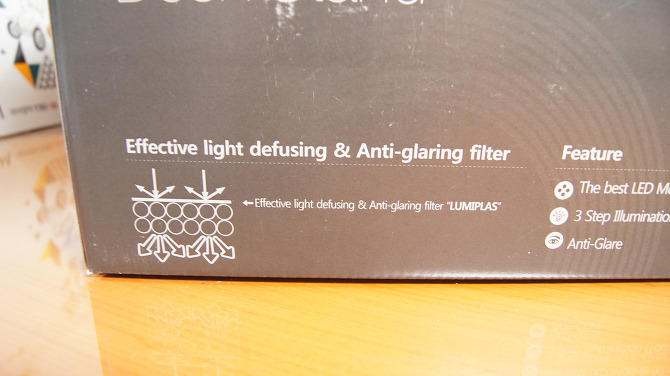 Effective light defusing & Anti-glaring filter
Effective light defusing & Anti-glaring filter "LUMIPLAS"
Feature
The best LED
3 Step
Anti-Glare